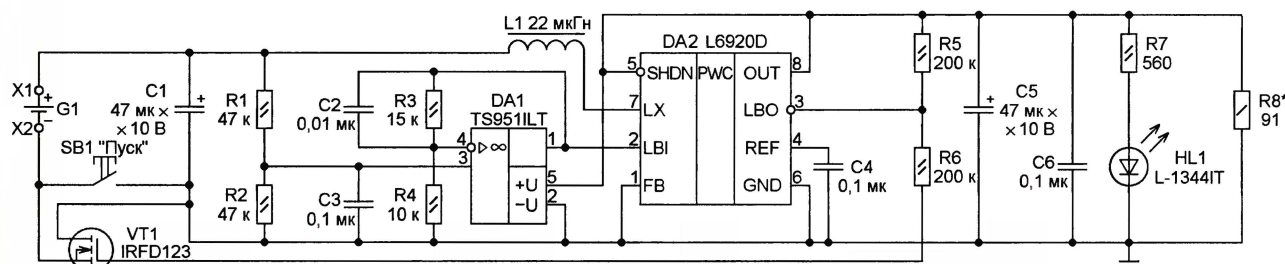 L1 22 мкГн
X1
+
G1
−
X2
SB1 "Пуск"
C1
47 мк ×
× 10 В
+
VT1
IRFD123
R1
47 к
R2
47 к
C2
0,01 мк
C3
0,1 мк
R3
15 к
R4
10 к
DA1
TS951ILT
4
3
▷ ∞
1
+U
5
−U
2
DA2 L6920D
5
SHDN
PWC
OUT
8
7
LX
LBO
3
2
LBI
REF
4
1
FB
GND
6
C4
0,1 мк
R5
200 к
R6
200 к
+
C5
47 мк ×
× 10 В
C6
0,1 мк
R7
560
HL1
L-1344IT
R8*
91